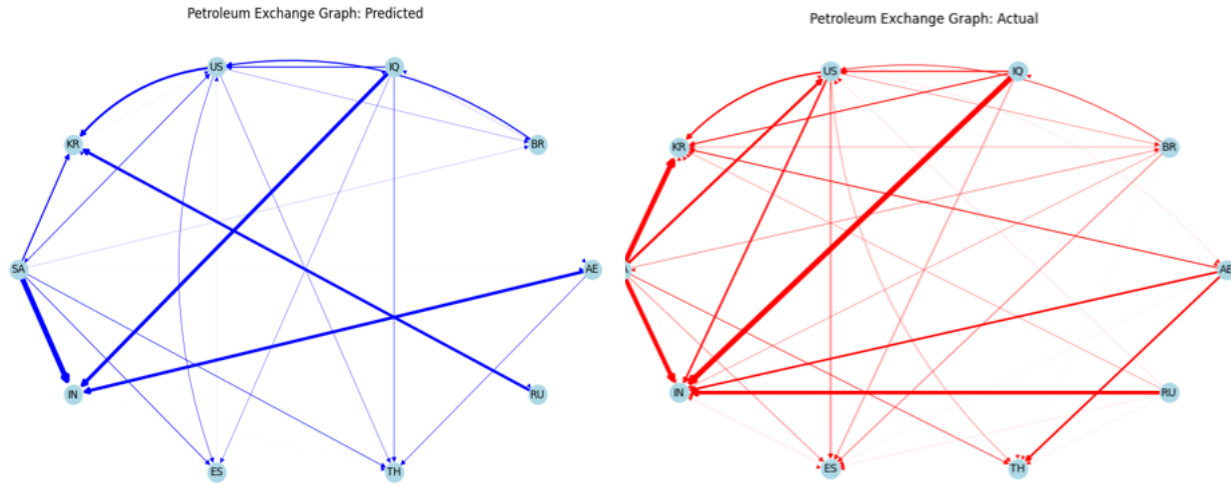 Petroleum Exchange Graph: Predicted
US
IQ
KR
BR
SA
AE
IN
RU
ES
TH
Petroleum Exchange Graph: Actual
US
IQ
KR
BR
A
AE
IN
RU
ES
TH